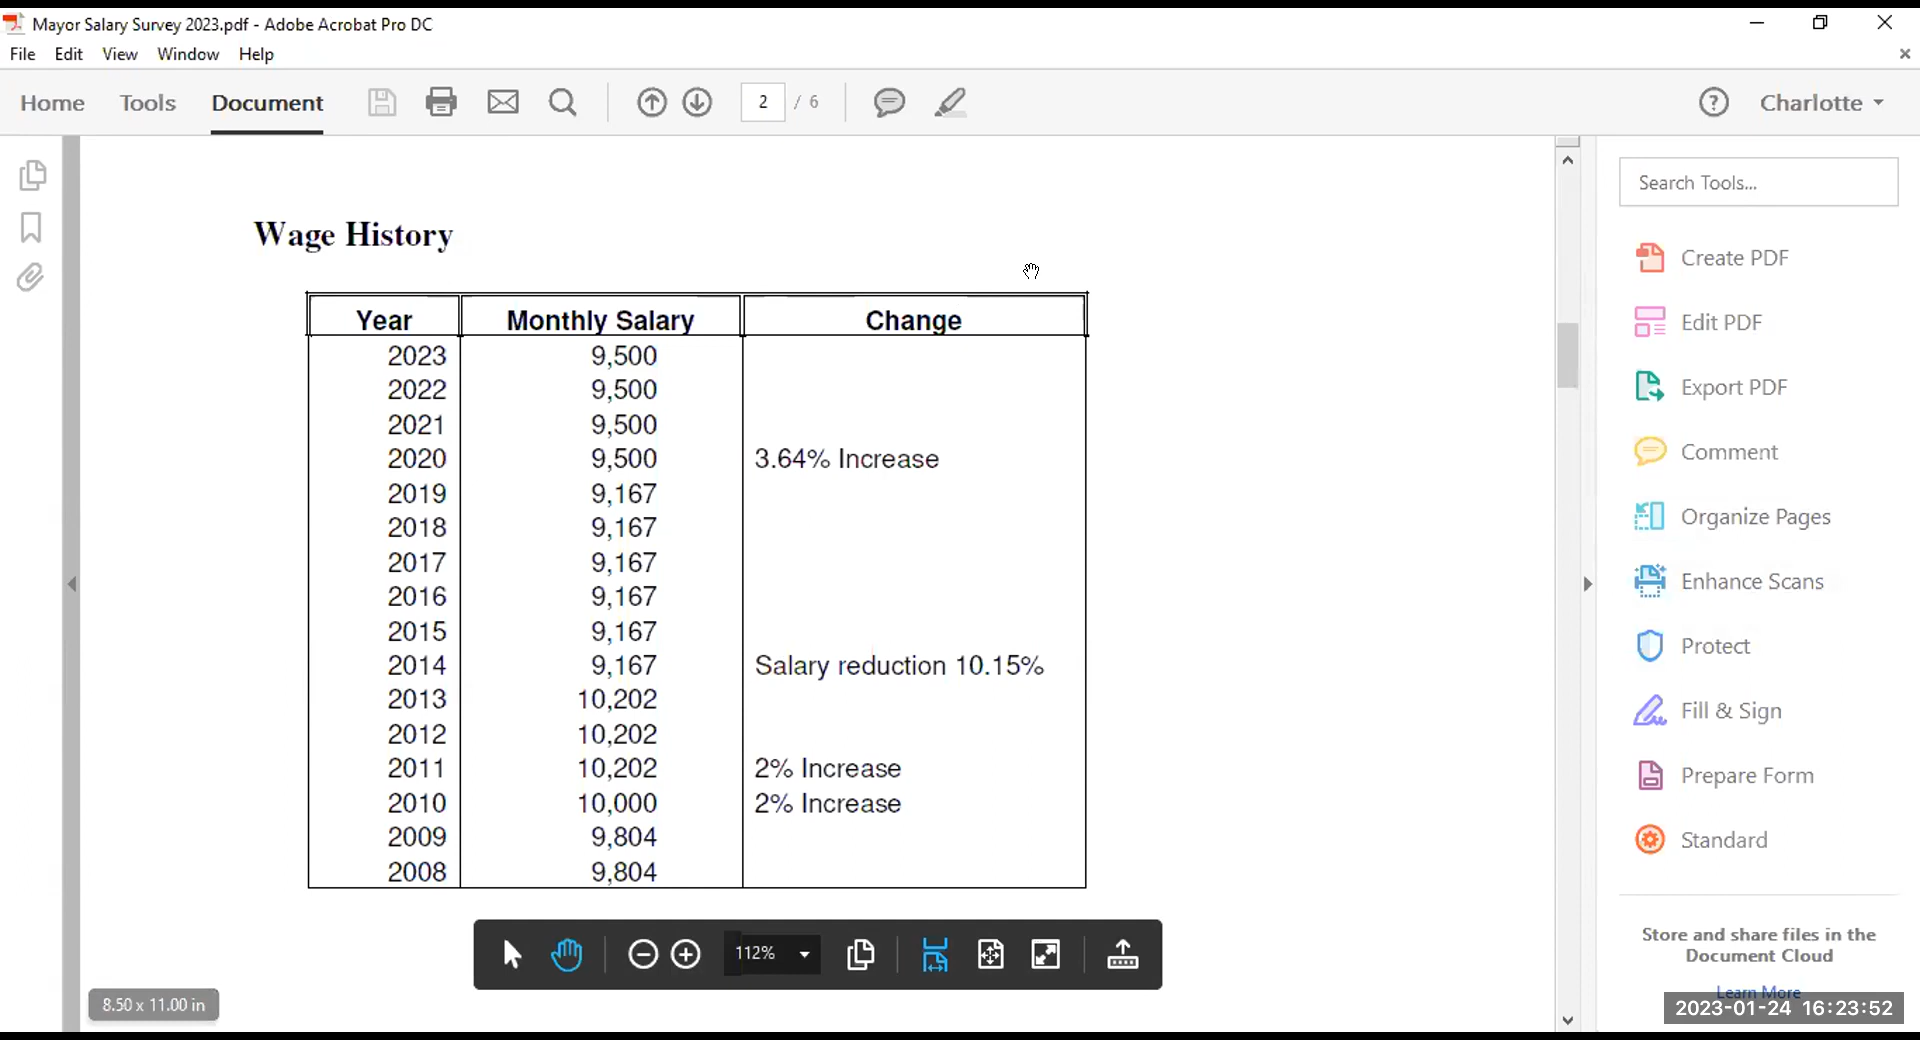 Mayor Salary Survey 2023.pdf - Adobe Acrobat Pro DC
File Edit View Window Help
Home Tools Document 2 / 6 Charlotte
Search Tools...
Create PDF
Edit PDF
Export PDF
Comment
Organize Pages
Enhance Scans
Protect
Fill & Sign
Prepare Form
Standard
Store and share files in the
Document Cloud
Learn More
Wage History
Year Monthly Salary Change
2023 9,500
2022 9,500
2021 9,500
2020 9,500 3.64% Increase
2019 9,167
2018 9,167
2017 9,167
2016 9,167
2015 9,167
2014 9,167 Salary reduction 10.15%
2013 10,202
2012 10,202
2011 10,202 2% Increase
2010 10,000 2% Increase
2009 9,804
2008 9,804
112%
8.50 x 11.00 in
2023-01-24 16:23:52